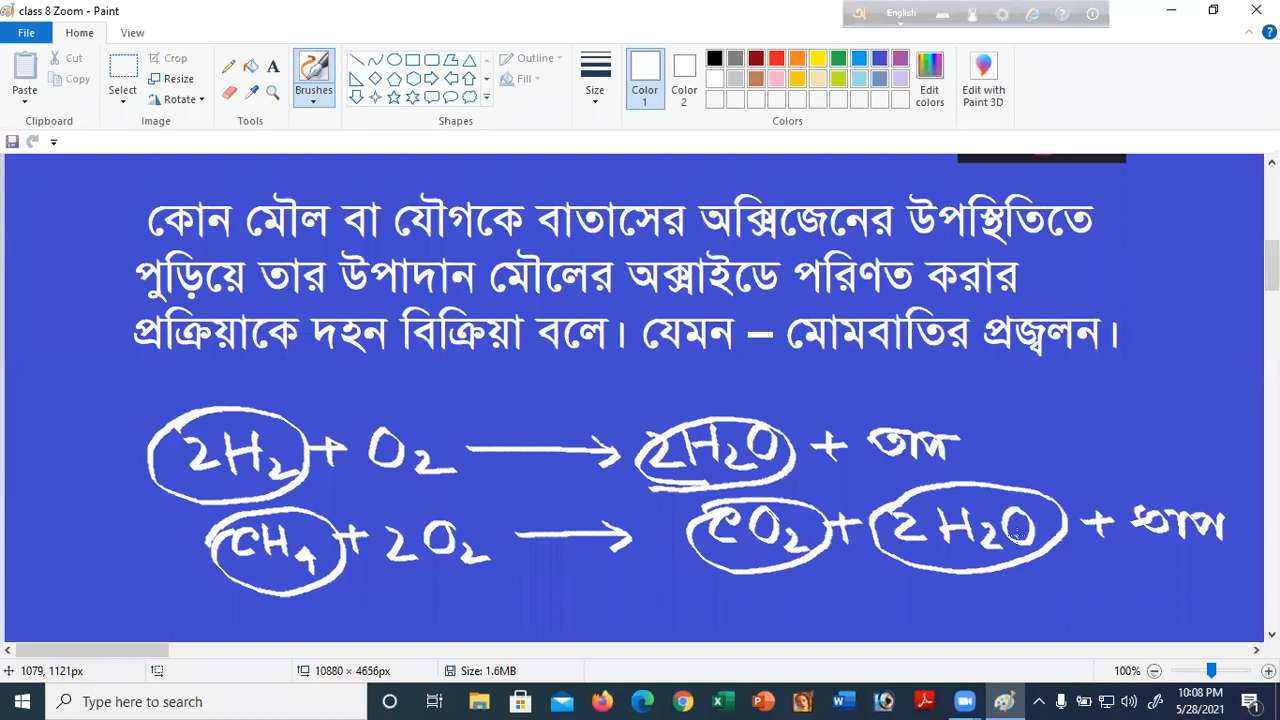 class 8 Zoom - Paint
English
File Home View
Paste Cut Copy Clipboard
Select Crop Resize Rotate Image
Tools
Brushes
Outline Fill Shapes
Size
Color 1 Color 2 Colors
Edit colors
Edit with Paint 3D
কোন মৌল বা যৌগকে বাতাসের অক্সিজেনের উপস্থিতিতে
পুড়িয়ে তার উপাদান মৌলের অক্সাইডে পরিণত করার
প্রক্রিয়াকে দহন বিক্রিয়া বলে। যেমন – মোমবাতির প্রজ্বলন।
2H₂ + O₂ ⟶ 2H₂O + তাপ
CH₄ + 2O₂ ⟶ CO₂ + 2H₂O + তাপ
1079, 1121px 10880 × 4656px Size: 1.6MB 100%
Type here to search
10:08 PM
5/28/2021